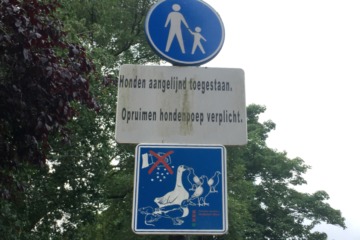 Honden aangelijnd toegestaan.
Opruimen hondenpoep verplicht.